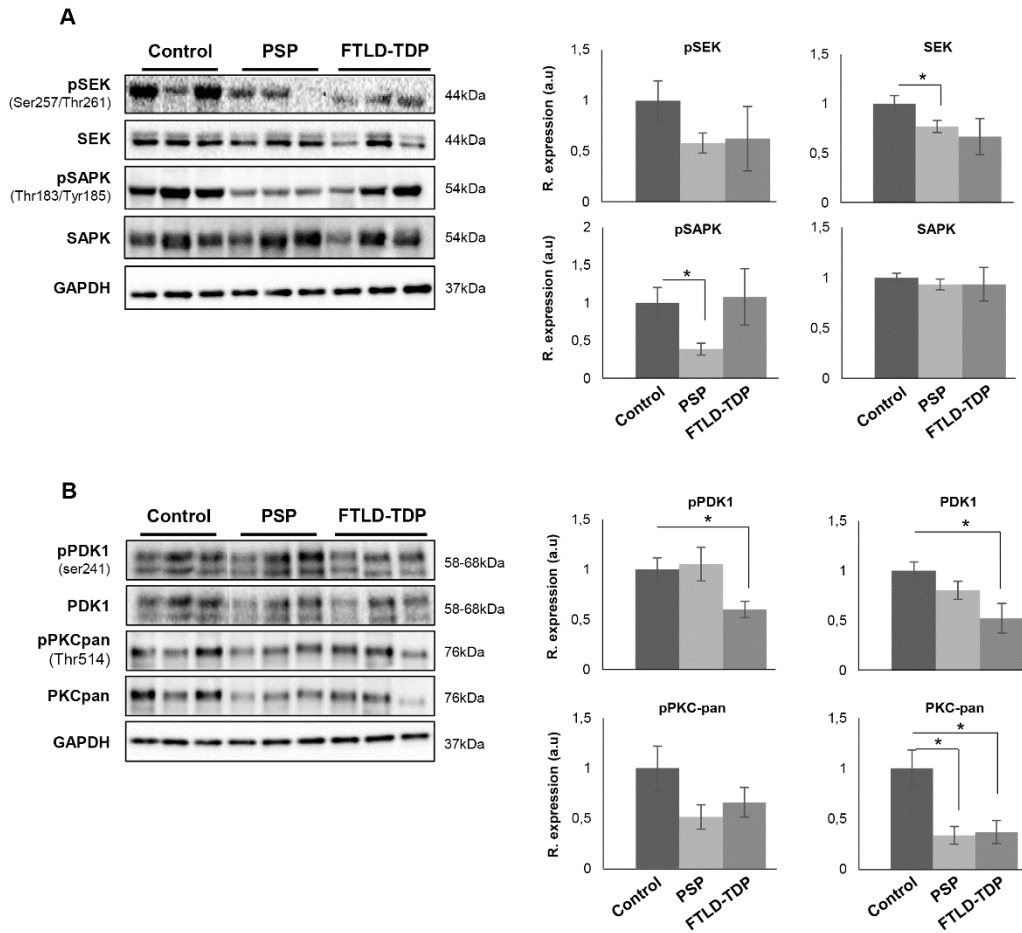 A
Control PSP FTLD-TDP
pSEK
(Ser257/Thr261)
44kDa
SEK
44kDa
pSAPK
(Thr183/Tyr185)
54kDa
SAPK
54kDa
GAPDH
37kDa
pSEK
R. expression (a.u)
1,5
1
0,5
0
SEK
1,5
1
0,5
0
*
pSAPK
R. expression (a.u)
2
1,5
1
0,5
0
*
Control
PSP
FTLD-TDP
SAPK
1,5
1
0,5
0
Control
PSP
FTLD-TDP
B
Control PSP FTLD-TDP
pPDK1
(ser241)
58-68kDa
PDK1
58-68kDa
pPKCpan
(Thr514)
76kDa
PKCpan
76kDa
GAPDH
37kDa
pPDK1
R. expression (a.u)
1,5
1
0,5
0
*
PDK1
1,5
1
0,5
0
*
pPKC-pan
R. expression (a.u)
1,5
1
0,5
0
Control
PSP
FTLD-TDP
PKC-pan
1,5
1
0,5
0
*
*
Control
PSP
FTLD-TDP